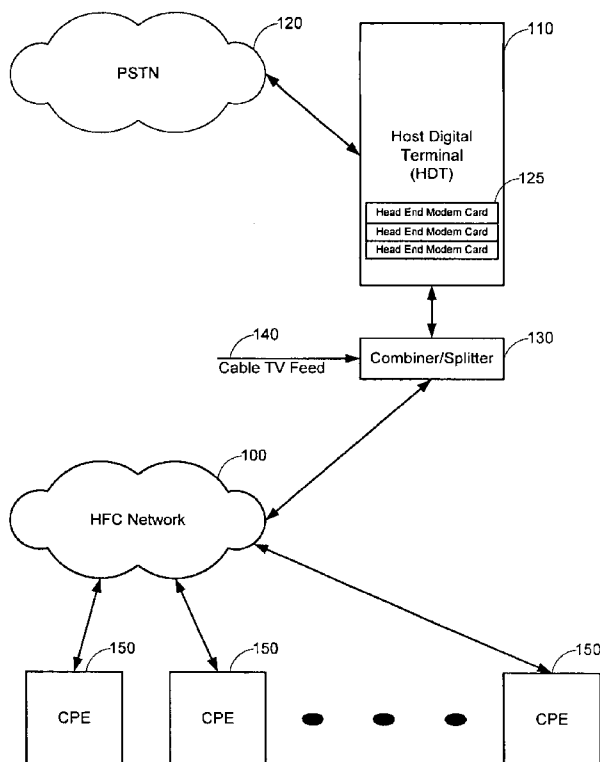 120
110
PSTN
Host Digital
Terminal
(HDT)
125
Head End Modem Card
Head End Modem Card
Head End Modem Card
140
130
Cable TV Feed
Combiner/Splitter
100
HFC Network
150
150
150
CPE
CPE
CPE